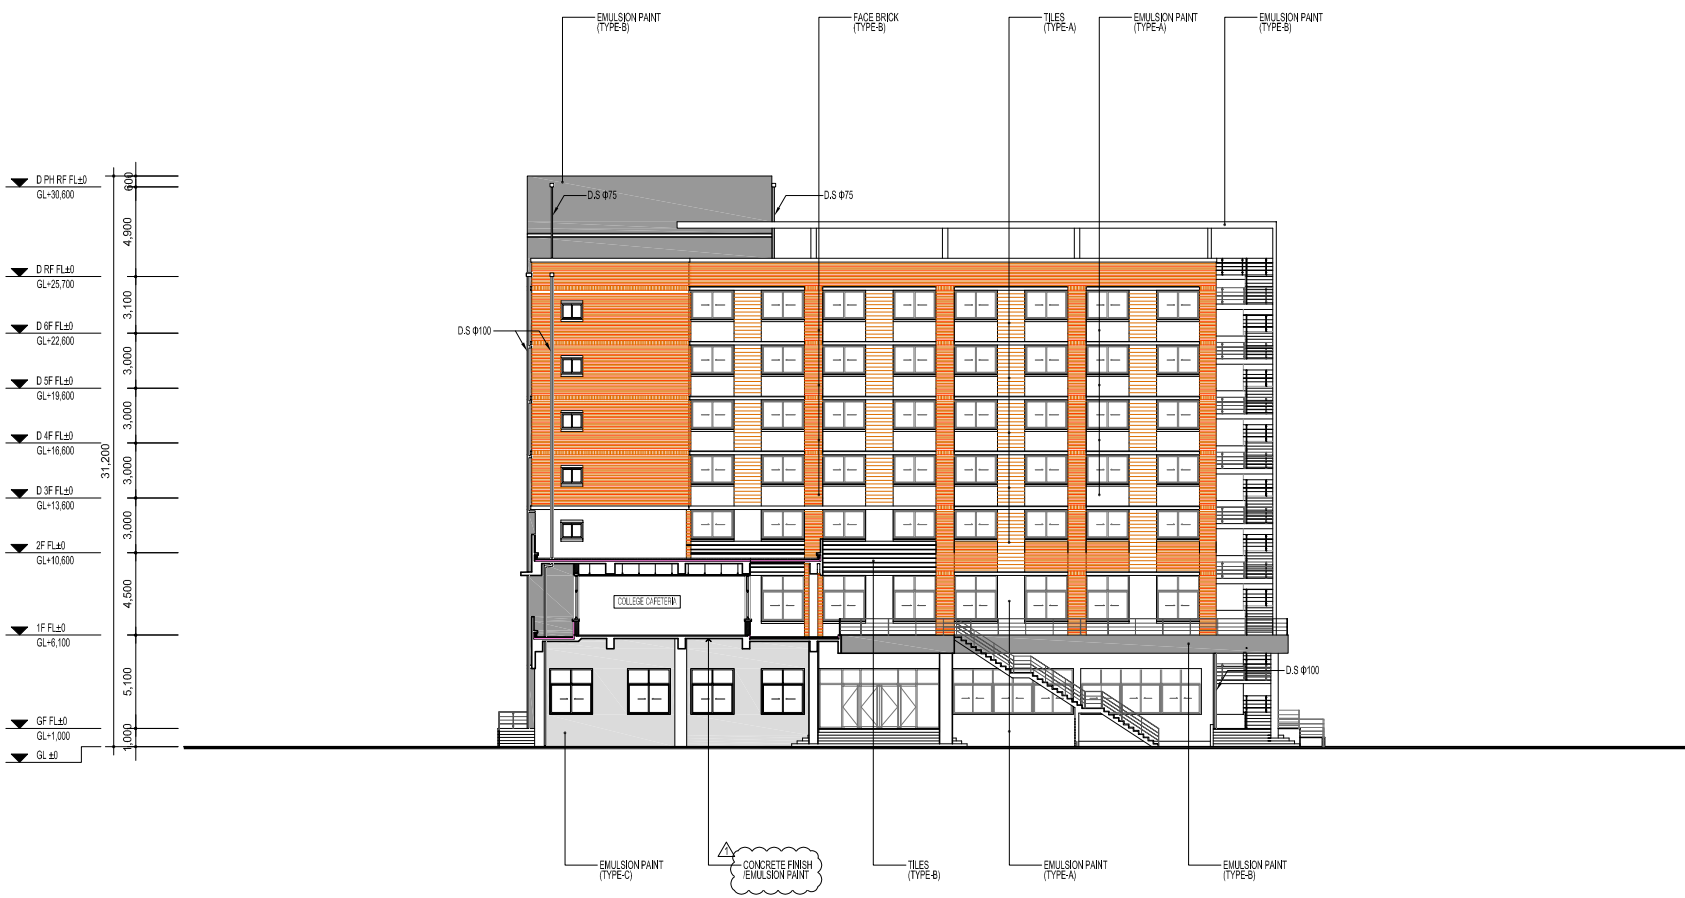 EMULSION PAINT
(TYPE-B)
FACE BRICK
(TYPE-B)
TILES
(TYPE-A)
EMULSION PAINT
(TYPE-A)
EMULSION PAINT
(TYPE-B)
D PH RF FL±0
GL+30,600
600
D.S Φ75
D.S Φ75
4,900
D RF FL±0
GL+25,700
3,100
D 6F FL±0
GL+22,600
D.S Φ100
3,000
D 5F FL±0
GL+19,600
3,000
D 4F FL±0
GL+16,600
31,200
3,000
D 3F FL±0
GL+13,600
3,000
2F FL±0
GL+10,600
4,500
COLLEGE CAFETERIA
1F FL±0
GL+6,100
5,100
D.S Φ100
GF FL±0
GL+1,000
1,000
GL ±0
1
CONCRETE FINISH
/EMULSION PAINT
EMULSION PAINT
(TYPE-C)
TILES
(TYPE-B)
EMULSION PAINT
(TYPE-A)
EMULSION PAINT
(TYPE-B)